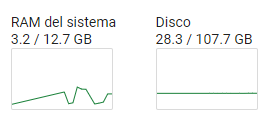 RAM del sistema
3.2 / 12.7 GB
Disco
28.3 / 107.7 GB